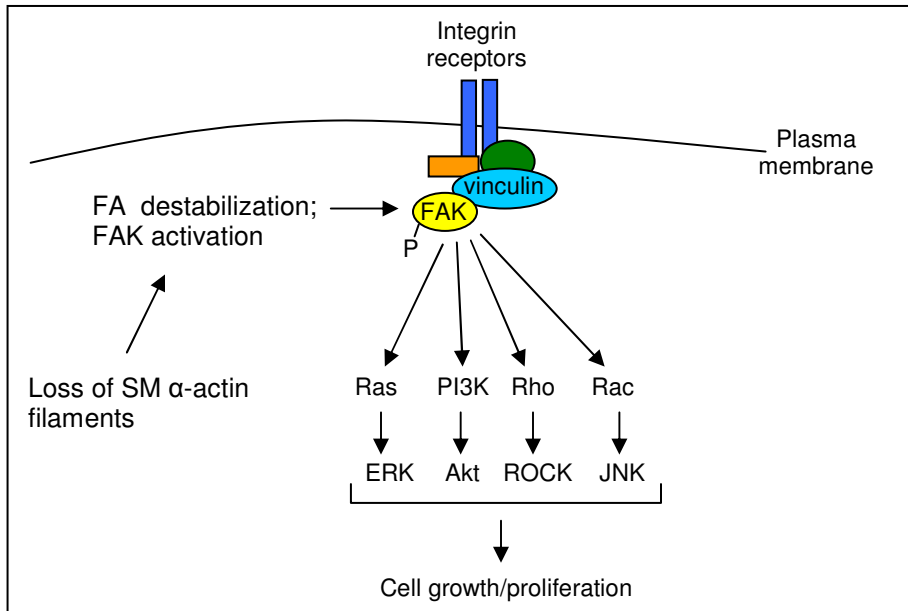 Integrin
receptors
Plasma
membrane
vinculin
FA destabilization;
FAK activation
FAK
P
Loss of SM α-actin
filaments
Ras PI3K Rho Rac
ERK Akt ROCK JNK
Cell growth/proliferation